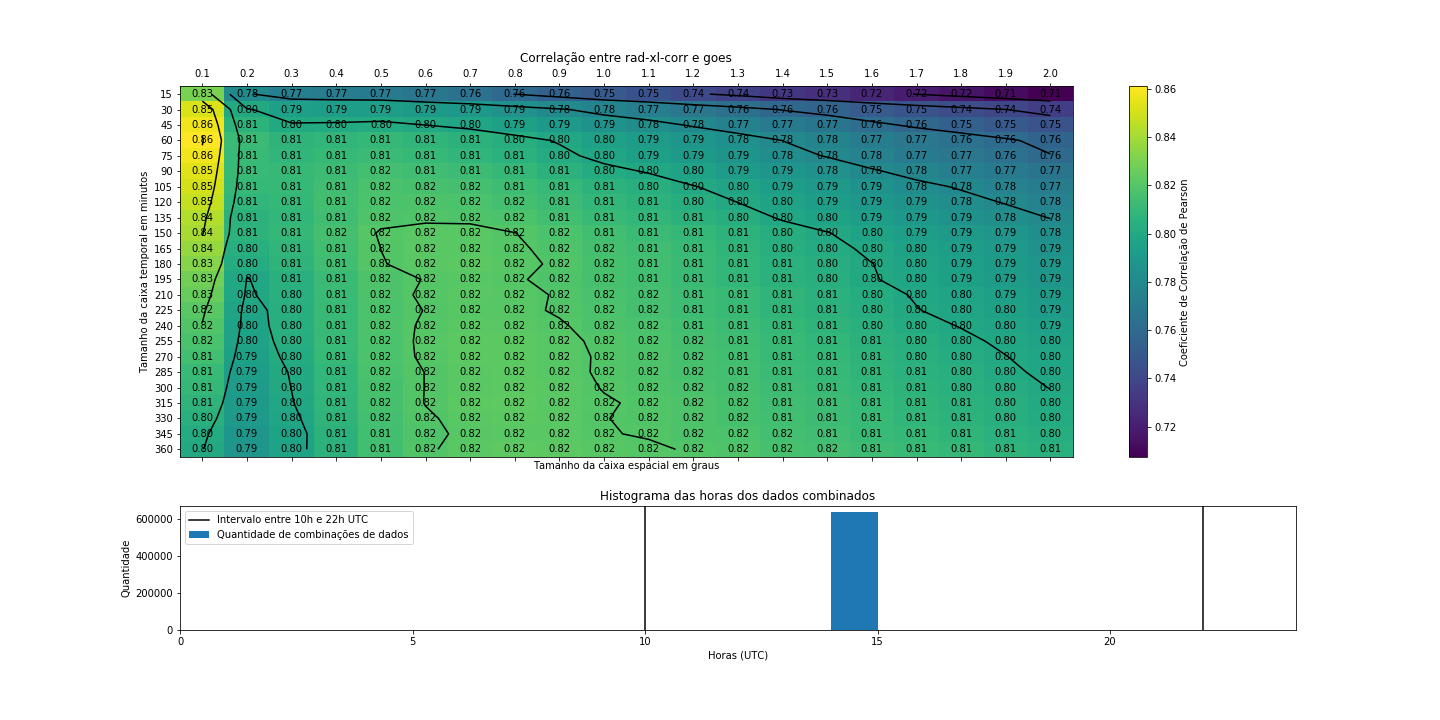 Correlação entre rad-xl-corr e goes
0.1 0.2 0.3 0.4 0.5 0.6 0.7 0.8 0.9 1.0 1.1 1.2 1.3 1.4 1.5 1.6 1.7 1.8 1.9 2.0
15 0.83 0.78 0.77 0.77 0.77 0.77 0.76 0.76 0.76 0.75 0.75 0.74 0.74 0.73 0.73 0.72 0.72 0.72 0.71 0.71
30 0.85 0.80 0.79 0.79 0.79 0.79 0.79 0.79 0.78 0.78 0.77 0.77 0.76 0.76 0.75 0.75 0.75 0.74 0.74 0.74
45 0.86 0.81 0.80 0.80 0.80 0.80 0.80 0.79 0.79 0.79 0.78 0.78 0.77 0.77 0.77 0.76 0.76 0.75 0.75 0.75
60 0.86 0.81 0.81 0.81 0.81 0.81 0.81 0.80 0.80 0.80 0.79 0.79 0.79 0.78 0.78 0.77 0.77 0.76 0.76 0.76
75 0.86 0.81 0.81 0.81 0.81 0.81 0.81 0.81 0.80 0.80 0.79 0.79 0.79 0.78 0.78 0.78 0.77 0.77 0.76 0.76
90 0.86 0.81 0.81 0.81 0.82 0.81 0.81 0.81 0.81 0.80 0.80 0.80 0.79 0.79 0.79 0.78 0.78 0.77 0.77 0.77
105 0.85 0.81 0.81 0.81 0.82 0.82 0.82 0.81 0.81 0.81 0.80 0.80 0.80 0.79 0.79 0.79 0.78 0.78 0.78 0.77
120 0.85 0.81 0.81 0.81 0.82 0.82 0.82 0.82 0.81 0.81 0.81 0.80 0.80 0.80 0.79 0.79 0.79 0.78 0.78 0.78
135 0.84 0.81 0.81 0.81 0.82 0.82 0.82 0.82 0.81 0.81 0.81 0.81 0.80 0.80 0.80 0.79 0.79 0.79 0.78 0.78
150 0.84 0.81 0.81 0.81 0.82 0.82 0.82 0.82 0.82 0.81 0.81 0.81 0.81 0.80 0.80 0.80 0.79 0.79 0.79 0.78
165 0.84 0.80 0.81 0.81 0.82 0.82 0.82 0.82 0.82 0.82 0.81 0.81 0.81 0.81 0.80 0.80 0.80 0.79 0.79 0.79
180 0.83 0.80 0.80 0.81 0.82 0.82 0.82 0.82 0.82 0.82 0.81 0.81 0.81 0.81 0.80 0.80 0.80 0.79 0.79 0.79
195 0.83 0.80 0.80 0.81 0.82 0.82 0.82 0.82 0.82 0.82 0.81 0.81 0.81 0.81 0.80 0.80 0.80 0.79 0.79 0.79
210 0.83 0.80 0.80 0.81 0.82 0.82 0.82 0.82 0.82 0.82 0.82 0.81 0.81 0.81 0.81 0.80 0.80 0.80 0.79 0.79
225 0.82 0.80 0.80 0.81 0.82 0.82 0.82 0.82 0.82 0.82 0.82 0.81 0.81 0.81 0.81 0.80 0.80 0.80 0.80 0.79
240 0.82 0.80 0.80 0.81 0.82 0.82 0.82 0.82 0.82 0.82 0.82 0.82 0.81 0.81 0.81 0.80 0.80 0.80 0.80 0.79
255 0.82 0.80 0.80 0.81 0.82 0.82 0.82 0.82 0.82 0.82 0.82 0.82 0.81 0.81 0.81 0.81 0.80 0.80 0.80 0.80
270 0.81 0.79 0.80 0.81 0.82 0.82 0.82 0.82 0.82 0.82 0.82 0.82 0.81 0.81 0.81 0.81 0.80 0.80 0.80 0.80
285 0.81 0.79 0.80 0.81 0.82 0.82 0.82 0.82 0.82 0.82 0.82 0.82 0.82 0.81 0.81 0.81 0.81 0.80 0.80 0.80
300 0.81 0.79 0.80 0.81 0.82 0.82 0.82 0.82 0.82 0.82 0.82 0.82 0.82 0.81 0.81 0.81 0.81 0.80 0.80 0.80
315 0.81 0.79 0.80 0.81 0.81 0.82 0.82 0.82 0.82 0.82 0.82 0.82 0.82 0.81 0.81 0.81 0.81 0.81 0.80 0.80
330 0.80 0.79 0.80 0.81 0.81 0.82 0.82 0.82 0.82 0.82 0.82 0.82 0.82 0.81 0.81 0.81 0.81 0.81 0.80 0.80
345 0.80 0.79 0.80 0.81 0.81 0.82 0.82 0.82 0.82 0.82 0.82 0.82 0.82 0.82 0.81 0.81 0.81 0.81 0.81 0.80
360 0.80 0.79 0.80 0.81 0.81 0.82 0.82 0.82 0.82 0.82 0.82 0.82 0.82 0.82 0.82 0.81 0.81 0.81 0.81 0.81
Tamanho da caixa temporal em minutos
Tamanho da caixa espacial em graus
0.86
0.84
0.82
0.80
0.78
0.76
0.74
0.72
Coeficiente de Correlação de Pearson
Histograma das horas dos dados combinados
Intervalo entre 10h e 22h UTC
Quantidade de combinações de dados
600000
400000
200000
0
Quantidade
0 5 10 15 20
Horas (UTC)